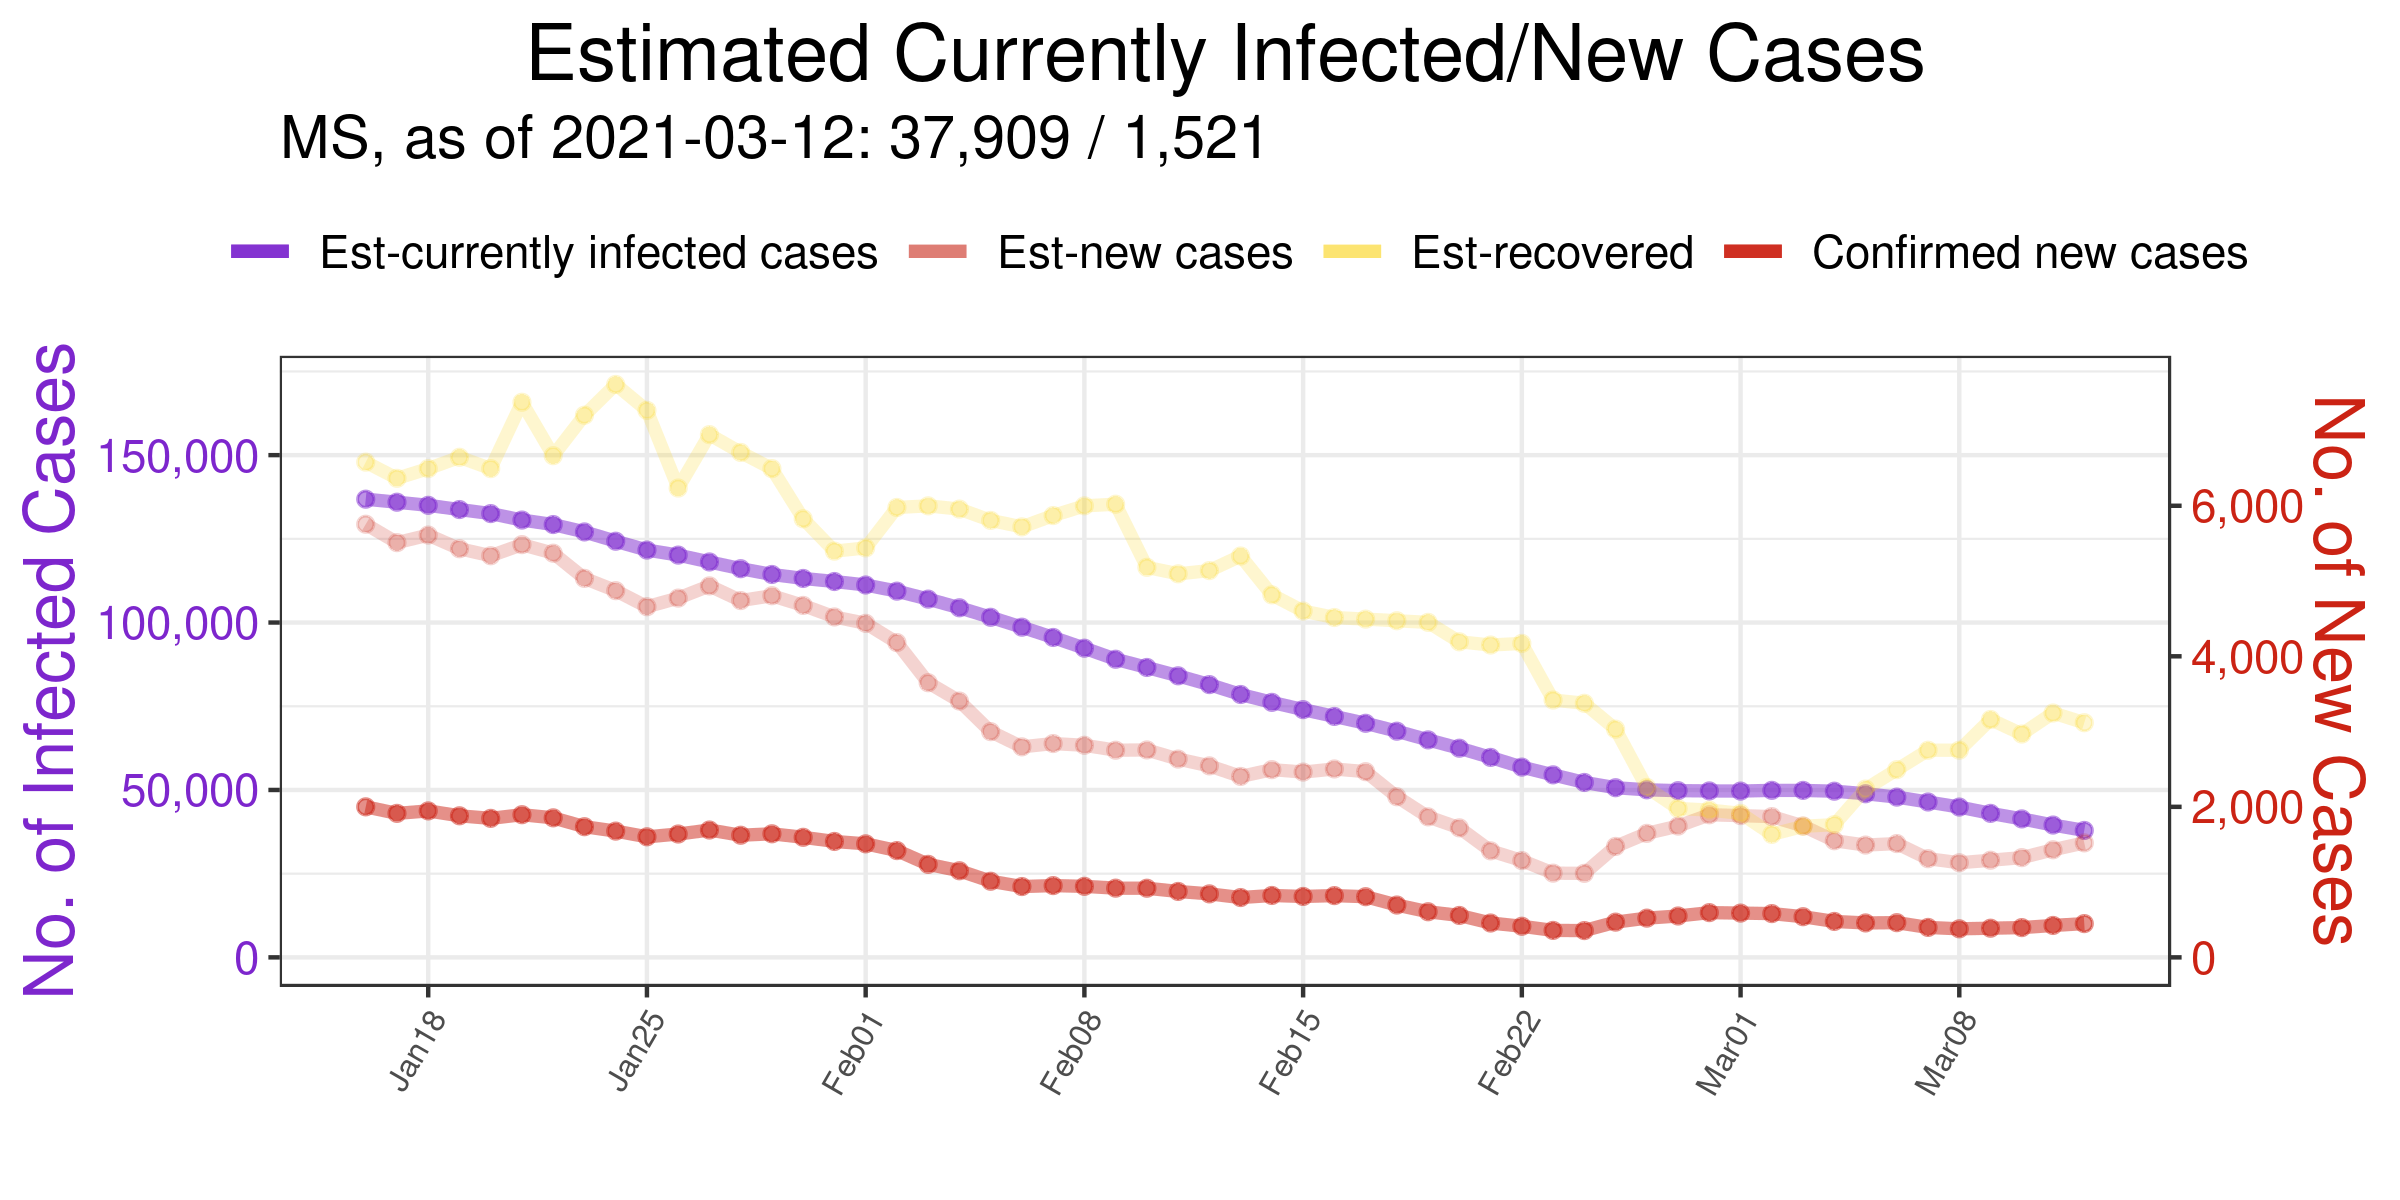 Estimated Currently Infected/New Cases
MS, as of 2021-03-12: 37,909 / 1,521
Est-currently infected cases Est-new cases Est-recovered Confirmed new cases
No. of Infected Cases
150,000
100,000
50,000
0
6,000
4,000
2,000
0
No. of New Cases
Jan18 Jan25 Feb01 Feb08 Feb15 Feb22 Mar01 Mar08